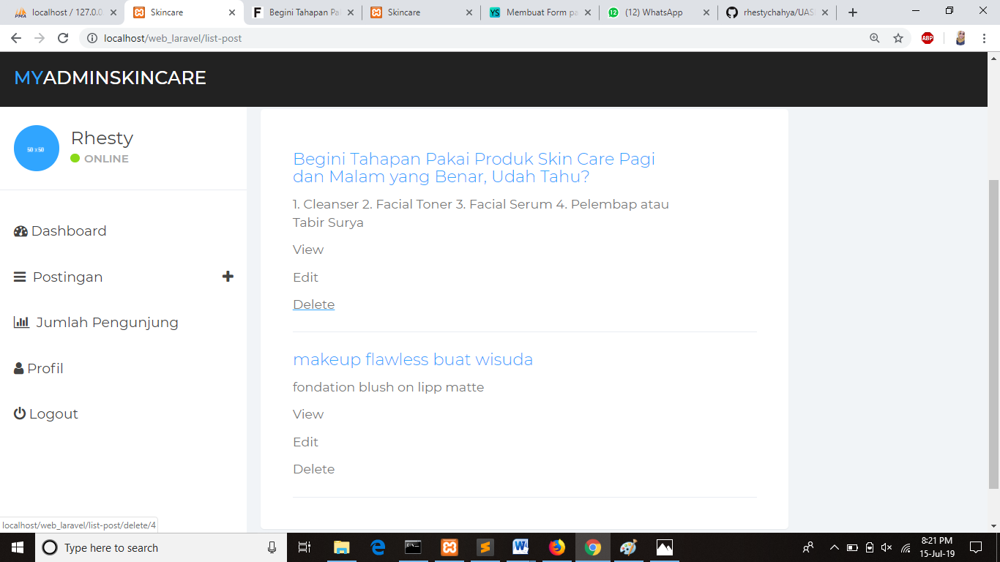 localhost / 127.0.0
Skincare
Begini Tahapan Pa
Skincare
Membuat Form pa
(12) WhatsApp
rhestychahya/UAS
localhost/web_laravel/list-post
ABP
MYADMINSKINCARE
50 x 50
Rhesty
ONLINE
Dashboard
Postingan
Jumlah Pengunjung
Profil
Logout
Begini Tahapan Pakai Produk Skin Care Pagi
dan Malam yang Benar, Udah Tahu?
1. Cleanser 2. Facial Toner 3. Facial Serum 4. Pelembap atau
Tabir Surya
View
Edit
Delete
makeup flawless buat wisuda
fondation blush on lipp matte
View
Edit
Delete
localhost/web_laravel/list-post/delete/4
Type here to search
8:21 PM
15-Jul-19